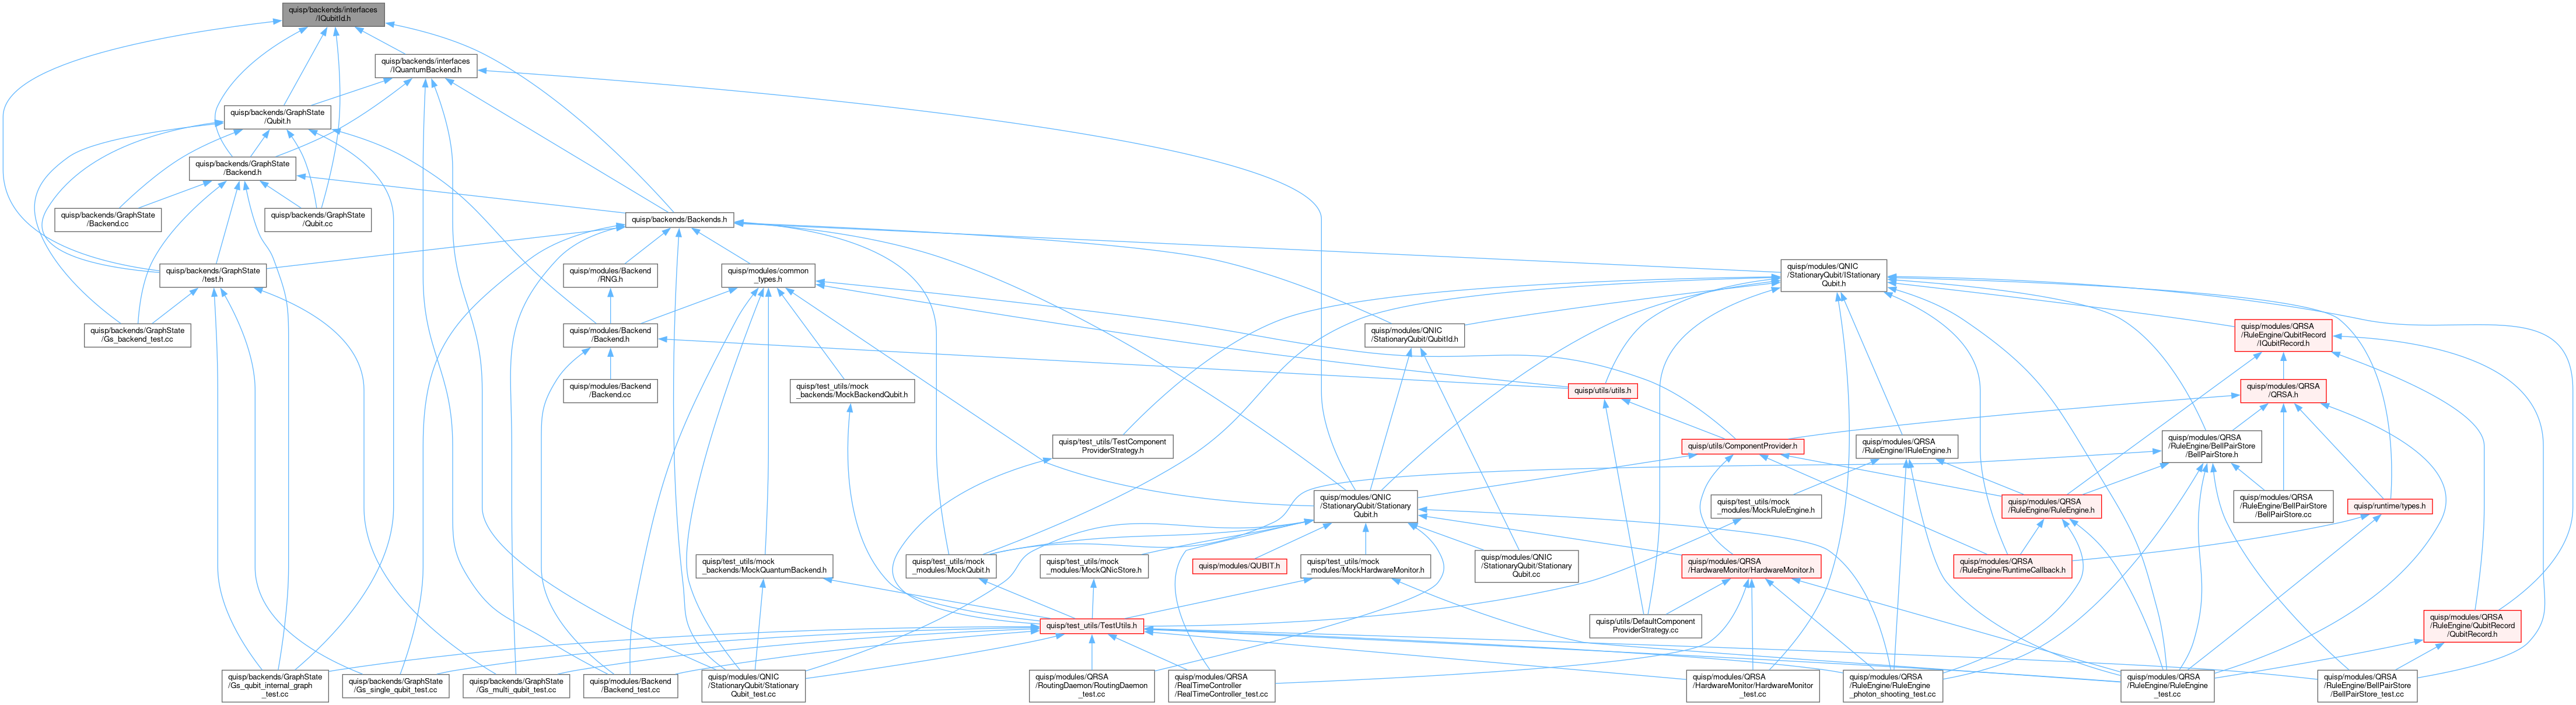 quisp/backends/interfaces
/IQubitId.h
quisp/backends/interfaces
/IQuantumBackend.h
quisp/backends/GraphState
/Qubit.h
quisp/backends/GraphState
/Backend.h
quisp/backends/GraphState
/Backend.cc
quisp/backends/GraphState
/Qubit.cc
quisp/backends/Backends.h
quisp/backends/GraphState
/test.h
quisp/modules/Backend
/RNG.h
quisp/modules/common
_types.h
quisp/modules/QNIC
/StationaryQubit/IStationary
Qubit.h
quisp/backends/GraphState
/Gs_backend_test.cc
quisp/modules/Backend
/Backend.h
quisp/modules/QNIC
/StationaryQubit/QubitId.h
quisp/modules/QRSA
/RuleEngine/QubitRecord
/IQubitRecord.h
quisp/modules/Backend
/Backend.cc
quisp/test_utils/mock
_backends/MockBackendQubit.h
quisp/utils/utils.h
quisp/modules/QRSA
/QRSA.h
quisp/test_utils/TestComponent
ProviderStrategy.h
quisp/utils/ComponentProvider.h
quisp/modules/QRSA
/RuleEngine/IRuleEngine.h
quisp/modules/QRSA
/RuleEngine/BellPairStore
/BellPairStore.h
quisp/modules/QNIC
/StationaryQubit/Stationary
Qubit.h
quisp/test_utils/mock
_modules/MockRuleEngine.h
quisp/modules/QRSA
/RuleEngine/RuleEngine.h
quisp/modules/QRSA
/RuleEngine/BellPairStore
/BellPairStore.cc
quisp/runtime/types.h
quisp/test_utils/mock
_backends/MockQuantumBackend.h
quisp/test_utils/mock
_modules/MockQubit.h
quisp/test_utils/mock
_modules/MockQNicStore.h
quisp/modules/QUBIT.h
quisp/test_utils/mock
_modules/MockHardwareMonitor.h
quisp/modules/QNIC
/StationaryQubit/Stationary
Qubit.cc
quisp/modules/QRSA
/HardwareMonitor/HardwareMonitor.h
quisp/modules/QRSA
/RuleEngine/RuntimeCallback.h
quisp/test_utils/TestUtils.h
quisp/utils/DefaultComponent
ProviderStrategy.cc
quisp/modules/QRSA
/RuleEngine/QubitRecord
/QubitRecord.h
quisp/backends/GraphState
/Gs_qubit_internal_graph
_test.cc
quisp/backends/GraphState
/Gs_single_qubit_test.cc
quisp/backends/GraphState
/Gs_multi_qubit_test.cc
quisp/modules/Backend
/Backend_test.cc
quisp/modules/QNIC
/StationaryQubit/Stationary
Qubit_test.cc
quisp/modules/QRSA
/RoutingDaemon/RoutingDaemon
_test.cc
quisp/modules/QRSA
/RealTimeController
/RealTimeController_test.cc
quisp/modules/QRSA
/HardwareMonitor/HardwareMonitor
_test.cc
quisp/modules/QRSA
/RuleEngine/RuleEngine
_photon_shooting_test.cc
quisp/modules/QRSA
/RuleEngine/RuleEngine
_test.cc
quisp/modules/QRSA
/RuleEngine/BellPairStore
/BellPairStore_test.cc